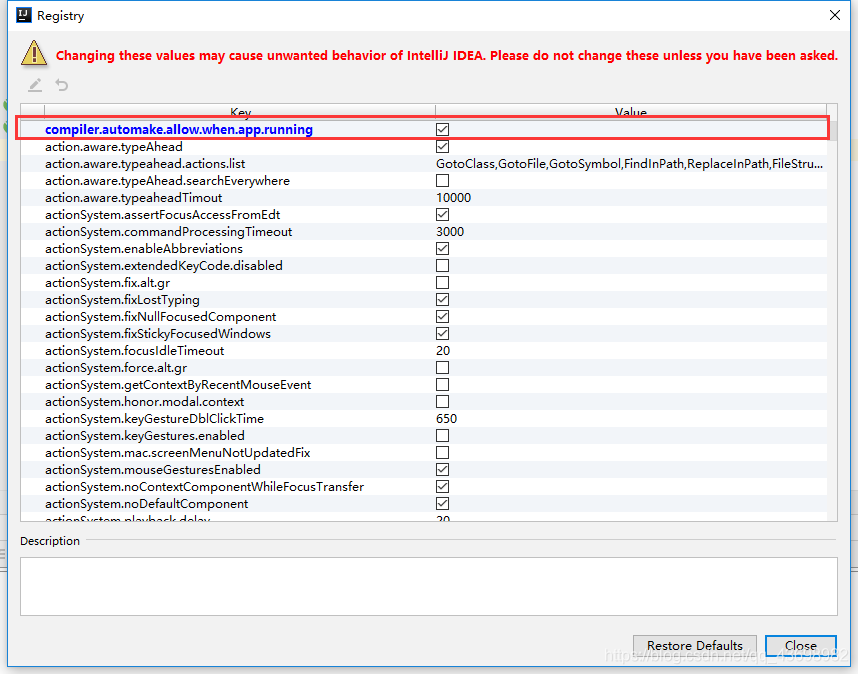 Registry
Changing these values may cause unwanted behavior of IntelliJ IDEA. Please do not change these unless you have been asked.
Key Value
compiler.automake.allow.when.app.running
action.aware.typeAhead
action.aware.typeahead.actions.list GotoClass,GotoFile,GotoSymbol,FindInPath,ReplaceInPath,FileStru...
action.aware.typeAhead.searchEverywhere
action.aware.typeaheadTimout 10000
actionSystem.assertFocusAccessFromEdt
actionSystem.commandProcessingTimeout 3000
actionSystem.enableAbbreviations
actionSystem.extendedKeyCode.disabled
actionSystem.fix.alt.gr
actionSystem.fixLostTyping
actionSystem.fixNullFocusedComponent
actionSystem.fixStickyFocusedWindows
actionSystem.focusIdleTimeout 20
actionSystem.force.alt.gr
actionSystem.getContextByRecentMouseEvent
actionSystem.honor.modal.context
actionSystem.keyGestureDblClickTime 650
actionSystem.keyGestures.enabled
actionSystem.mac.screenMenuNotUpdatedFix
actionSystem.mouseGesturesEnabled
actionSystem.noContextComponentWhileFocusTransfer
actionSystem.noDefaultComponent
actionSystem.playback.delay 20
Description
Restore Defaults Close